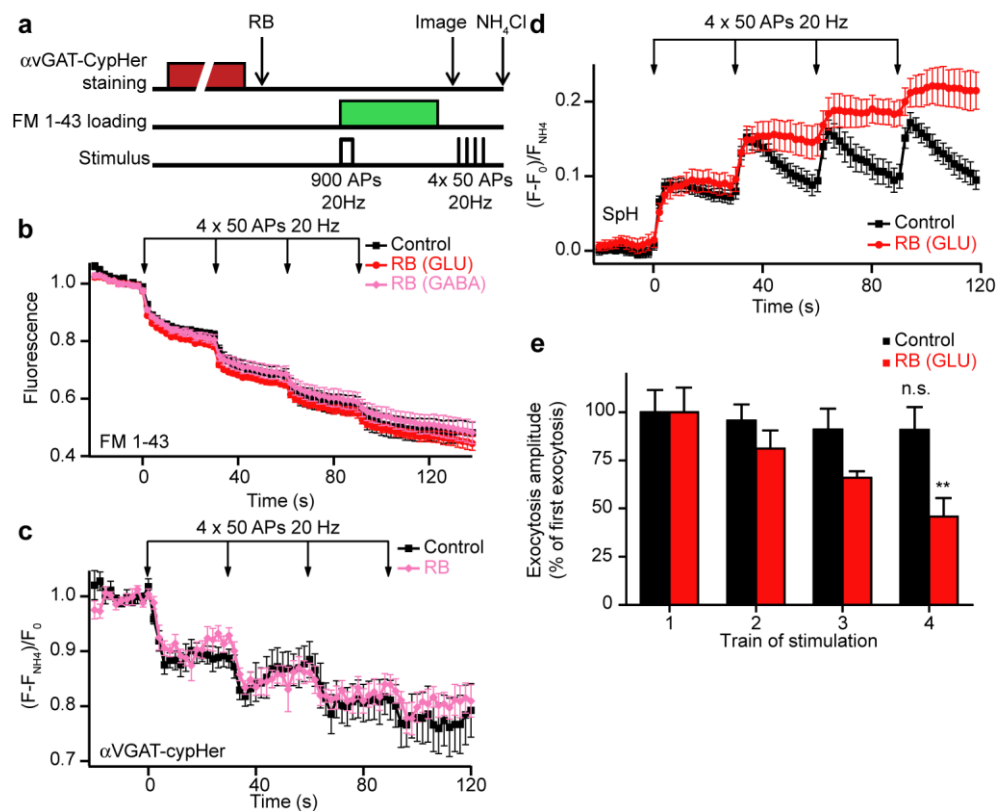 a
RB
Image
NH4Cl
αvGAT-CypHer
staining
FM 1-43 loading
Stimulus
900 APs
20Hz
4x 50 APs
20Hz
b
4 x 50 APs 20 Hz
Control
RB (GLU)
RB (GABA)
Fluorescence
1.0
0.8
0.6
0.4
FM 1-43
0
40
80
120
Time (s)
c
4 x 50 APs 20 Hz
Control
RB
(F-FNH4)/F0
1.0
0.9
0.8
0.7
αVGAT-cypHer
0
40
80
120
Time (s)
d
4 x 50 APs 20 Hz
(F-F0)/FNH4
0.2
0.1
0.0
SpH
Control
RB (GLU)
0
40
80
120
Time (s)
e
Control
RB (GLU)
n.s.
**
Exocytosis amplitude
(% of first exocytosis)
100
75
50
25
0
1
2
3
4
Train of stimulation